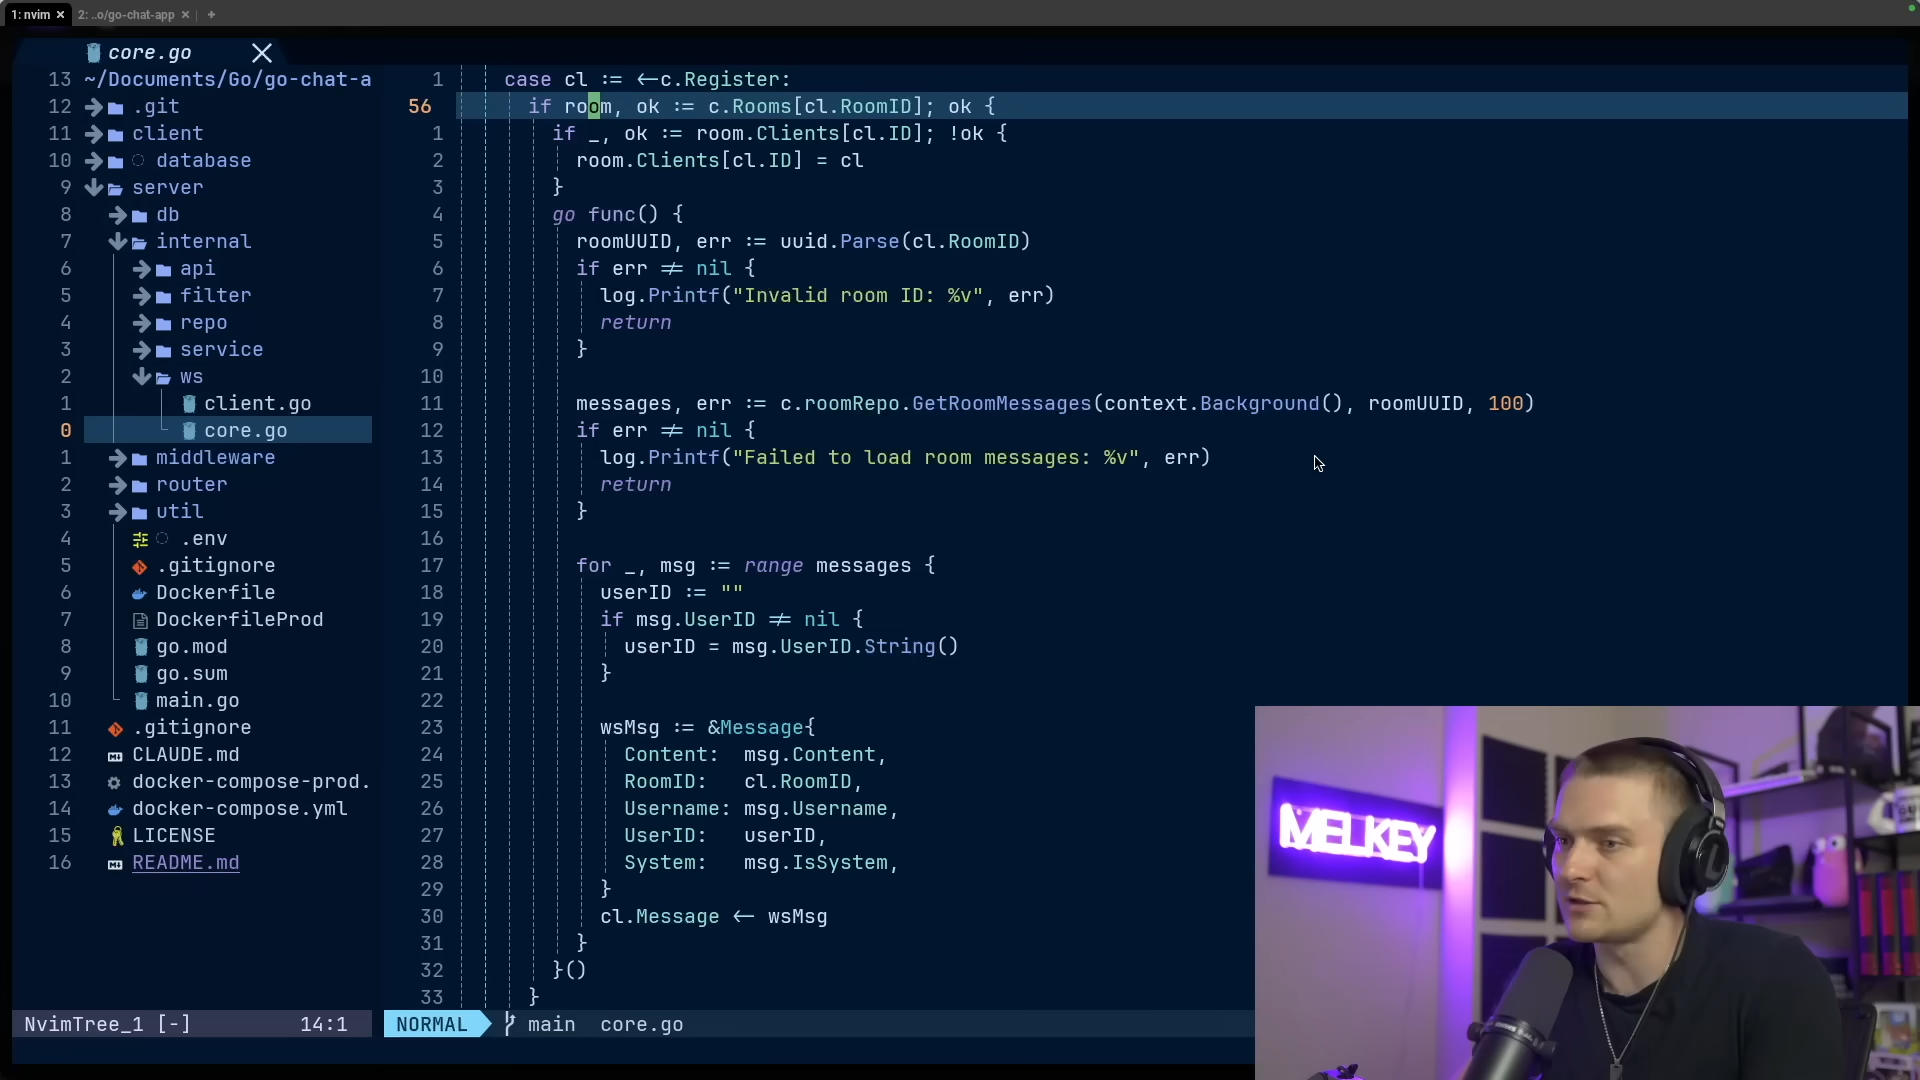 1: nvim × 2: ..o/go-chat-app × +
core.go
13 ~/Documents/Go/go-chat-a
12 .git
11 client
10 database
9 server
8 db
7 internal
6 api
5 filter
4 repo
3 service
2 ws
1 client.go
0 core.go
1 middleware
2 router
3 util
4 .env
5 .gitignore
6 Dockerfile
7 DockerfileProd
8 go.mod
9 go.sum
10 main.go
11 .gitignore
12 CLAUDE.md
13 docker-compose-prod.
14 docker-compose.yml
15 LICENSE
16 README.md
NvimTree_1 [-] 14:1
1 case cl := <-c.Register:
56 if room, ok := c.Rooms[cl.RoomID]; ok {
1 if _, ok := room.Clients[cl.ID]; !ok {
2 room.Clients[cl.ID] = cl
3 }
4 go func() {
5 roomUUID, err := uuid.Parse(cl.RoomID)
6 if err != nil {
7 log.Printf("Invalid room ID: %v", err)
8 return
9 }
10
11 messages, err := c.roomRepo.GetRoomMessages(context.Background(), roomUUID, 100)
12 if err != nil {
13 log.Printf("Failed to load room messages: %v", err)
14 return
15 }
16
17 for _, msg := range messages {
18 userID := ""
19 if msg.UserID != nil {
20 userID = msg.UserID.String()
21 }
22
23 wsMsg := &Message{
24 Content: msg.Content,
25 RoomID: cl.RoomID,
26 Username: msg.Username,
27 UserID: userID,
28 System: msg.IsSystem,
29 }
30 cl.Message <- wsMsg
31 }
32 }()
33 }
NORMAL main core.go
MELKEY